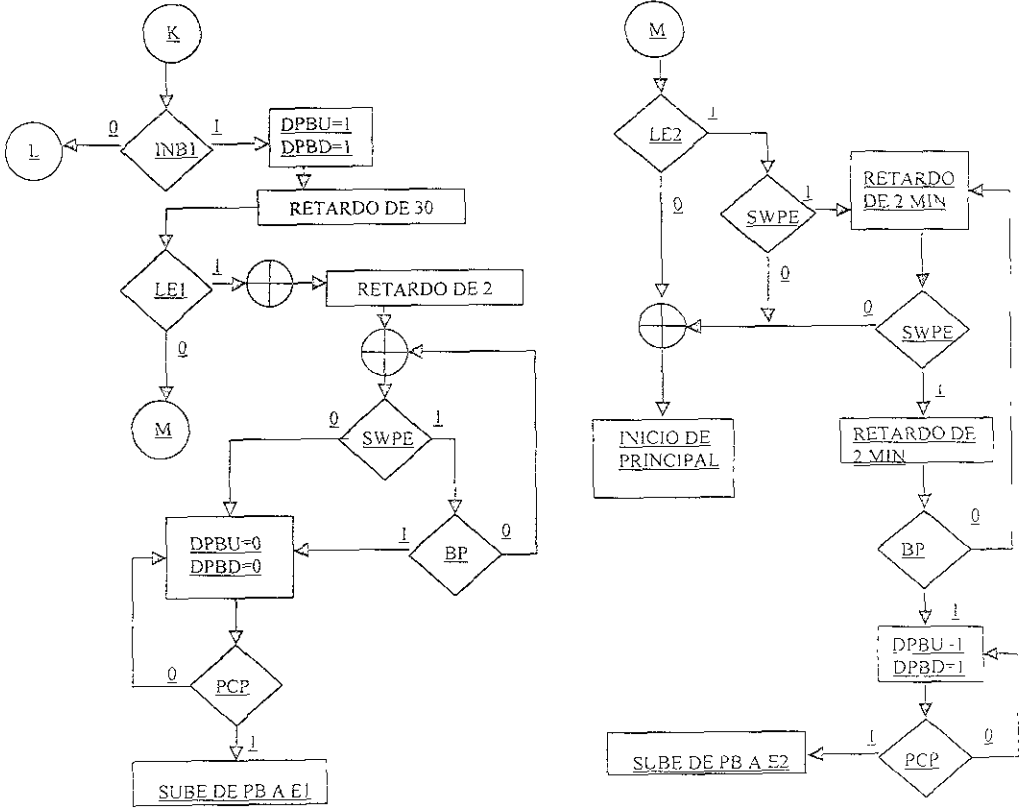 K
INB1
0
1
L
DPBU=1
DPBD=1
RETARDO DE 30
LE1
1
0
RETARDO DE 2
M
SWPE
0
1
BP
1
0
DPBU=0
DPBD=0
PCP
0
1
SUBE DE PB A E1
M
LE2
1
0
SWPE
1
0
RETARDO
DE 2 MIN
SWPE
0
1
INICIO DE
PRINCIPAL
RETARDO DE
2 MIN
BP
0
1
DPBU-1
DPBD=1
PCP
1
0
SUBE DE PB A E2